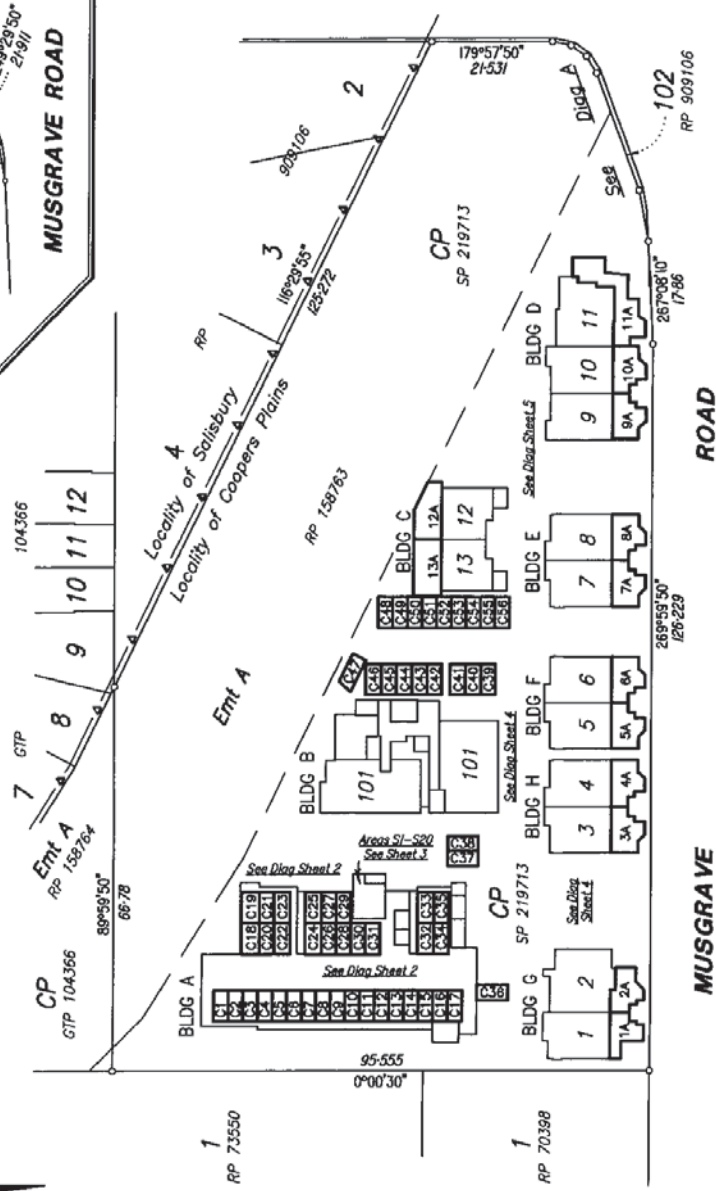 49°29'50"
21·911
MUSGRAVE ROAD
179°57'50"
21·531
Diag A
See
102
RP 909106
2
909106
3
116°29'55"
125·272
RP
4
Locality of Salisbury
Locality of Coopers Plains
RP 158763
CP
SP 219713
104366
12
11
10
9
8
GTP
7
Emt A
RP 158764
Emt A
89°59'50"
66·78
CP
GTP 104366
BLDG D
11
10
9
11A
10A
9A
See Diag Sheet 5
267°08'10"
17·86
BLDG C
12A
13A
12
13
C48
C49
C50
C51
C52
C53
C54
C55
C56
BLDG E
8
7
8A
7A
269°59'50"
126·229
C47
C46
C45
C44
C43
C42
C41
C40
C39
BLDG B
101
101
See Diag Sheet 4
BLDG F
6
5
6A
5A
BLDG H
4
3
4A
3A
Areas S1-S20
See Sheet 3
C38
C37
See Diag Sheet 2
C19
C21
C23
C18
C20
C22
C25
C27
C29
C24
C26
C28
C30
C31
C33
C35
C32
C34
CP
SP 219713
See Diag
Sheet 4
See Diag Sheet 2
BLDG A
C1
C2
C3
C4
C5
C6
C7
C8
C9
C10
C11
C12
C13
C14
C15
C16
C17
C36
BLDG G
2
1
2A
1A
95·555
0°00'30"
1
RP 73550
1
RP 70398
MUSGRAVE
ROAD